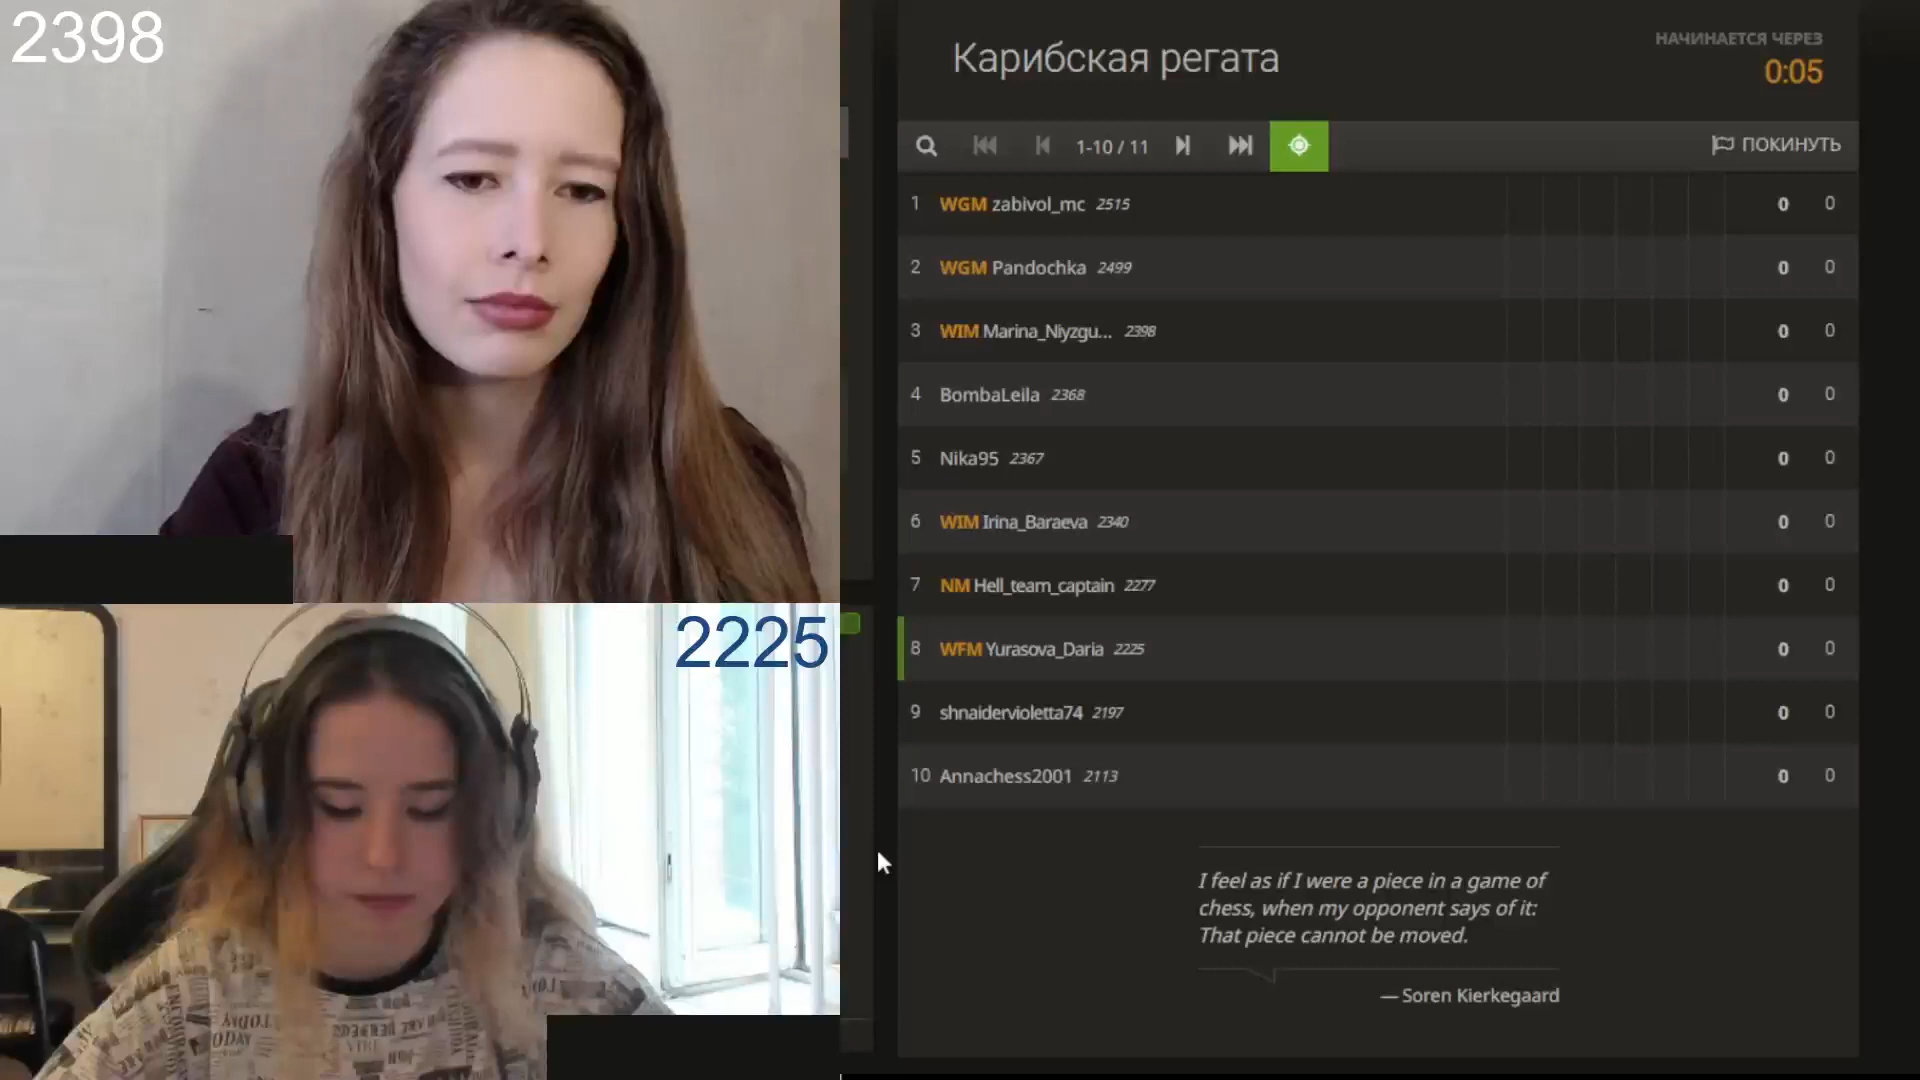 2398
2225
Карибская регата
НАЧИНАЕТСЯ ЧЕРЕЗ
0:05
1-10 / 11
ПОКИНУТЬ
1 WGM zabivol_mc 2515 0 0
2 WGM Pandochka 2499 0 0
3 WIM Marina_Niyzgu... 2398 0 0
4 BombaLeila 2368 0 0
5 Nika95 2367 0 0
6 WIM Irina_Baraeva 2340 0 0
7 NM Hell_team_captain 2277 0 0
8 WFM Yurasova_Daria 2225 0 0
9 shnaidervioletta74 2197 0 0
10 Annachess2001 2113 0 0
I feel as if I were a piece in a game of
chess, when my opponent says of it:
That piece cannot be moved.
— Soren Kierkegaard